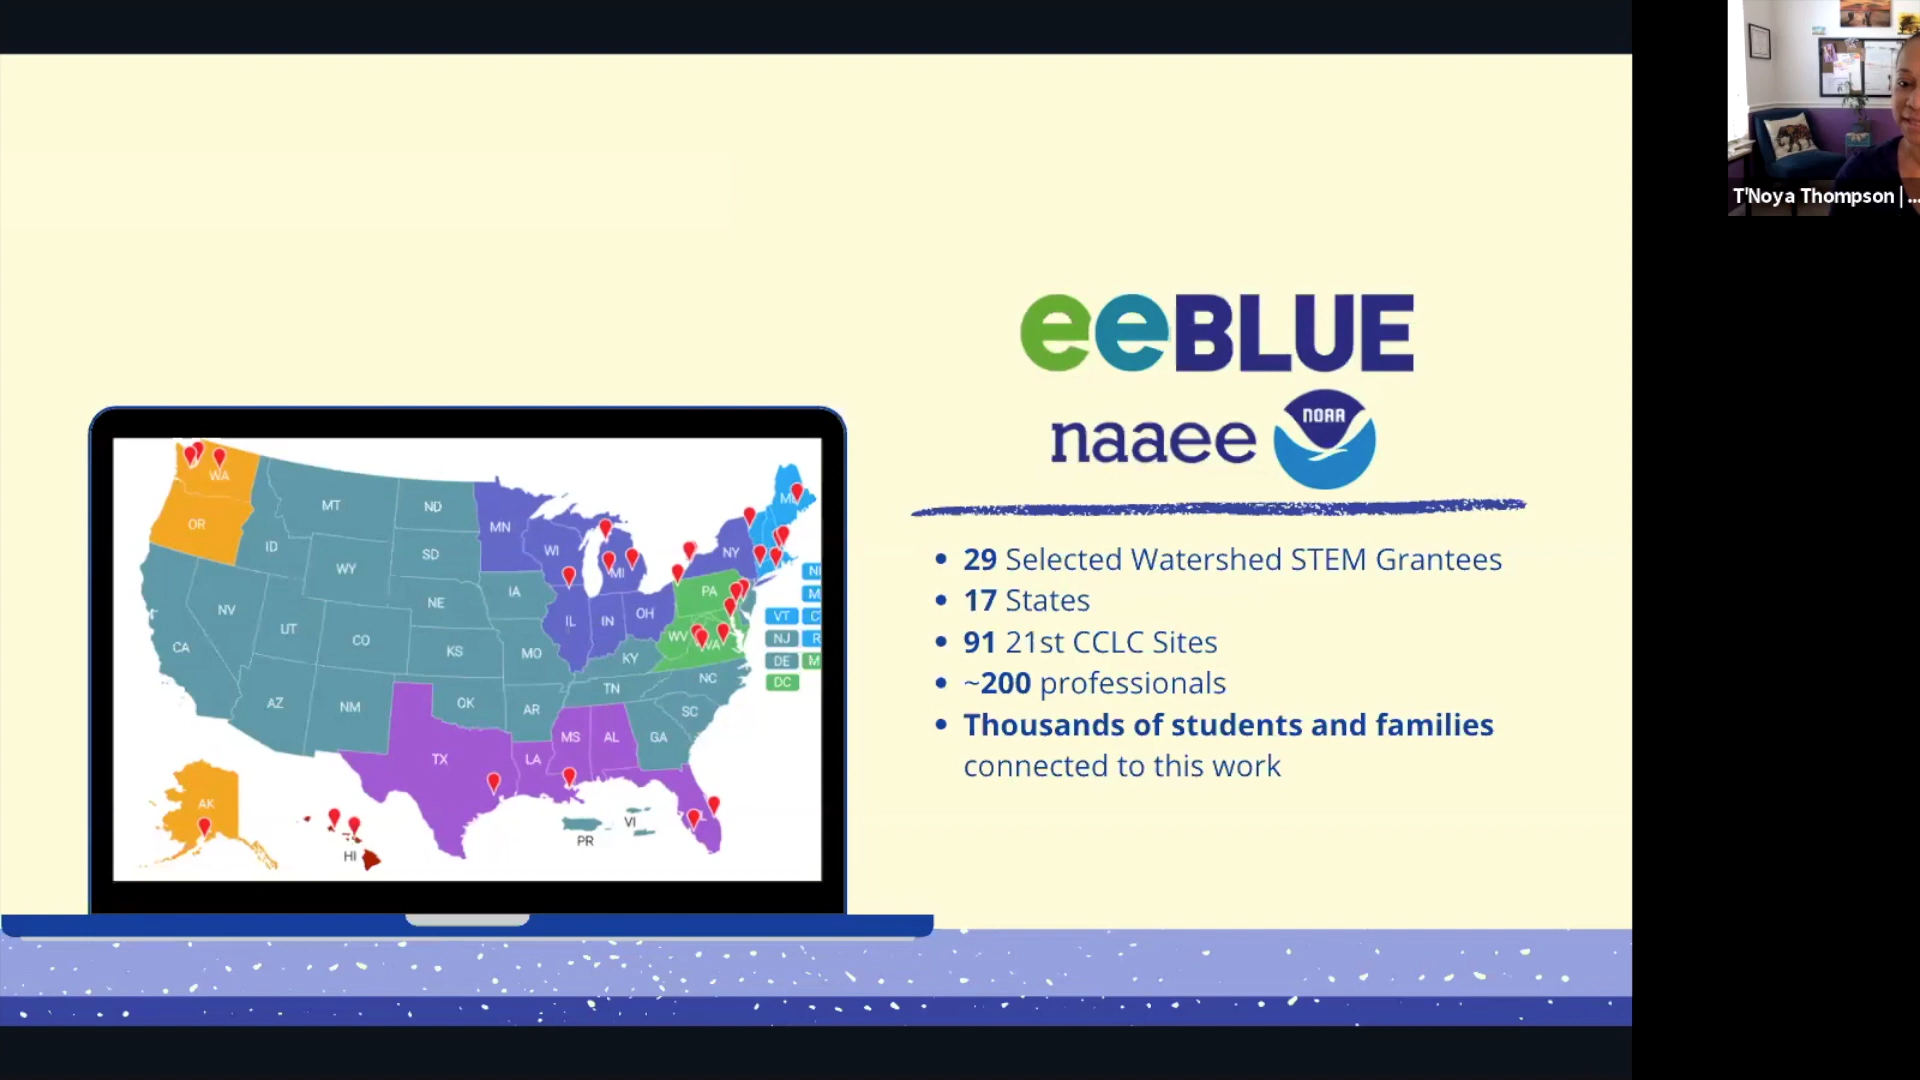 T'Noya Thompson | ...
eeBLUE
naaee
NOAA
29 Selected Watershed STEM Grantees
17 States
91 21st CCLC Sites
~200 professionals
Thousands of students and families
connected to this work
WA
MT
ND
MN
OR
ID
SD
WI
NY
WY
MI
IA
PA
NE
NV
OH
IL
IN
UT
CO
WV
VA
CA
KS
MO
KY
NC
AZ
NM
OK
TN
AR
SC
MS
AL
GA
TX
LA
AK
VI
PR
HI
VT
NJ
DE
DC